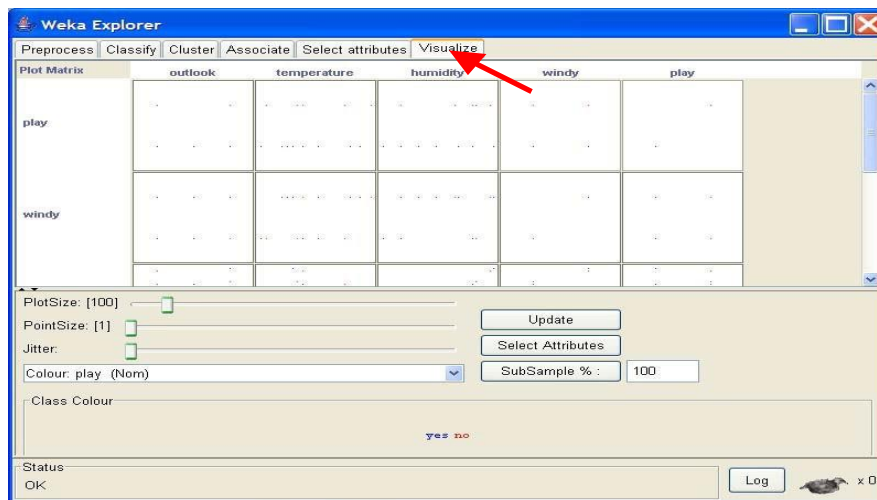 Weka Explorer
Preprocess Classify Cluster Associate Select attributes Visualize
Plot Matrix outlook temperature humidity windy play
play
windy
PlotSize: [100]
PointSize: [1]
Jitter:
Update
Select Attributes
Colour: play (Nom)
SubSample % : 100
Class Colour
yes no
Status
OK
Log x 0